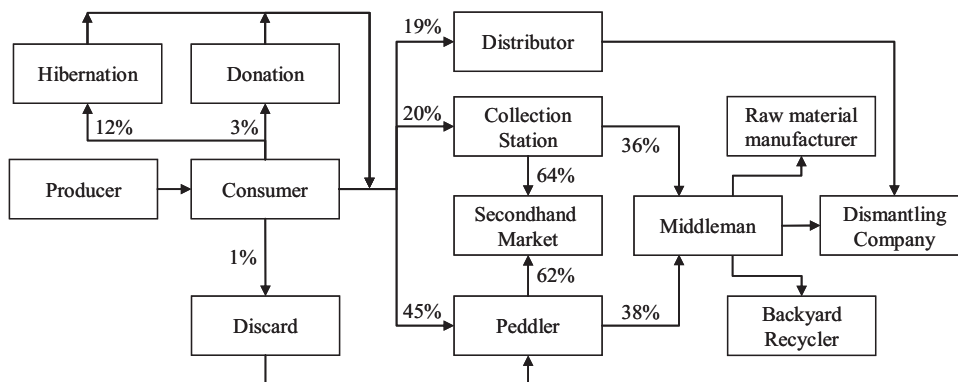 19%
Distributor
Hibernation
Donation
12%
3%
20%
Collection
Station
36%
Raw material
manufacturer
Producer
Consumer
64%
Secondhand
Market
Middleman
Dismantling
Company
1%
62%
Discard
45%
Peddler
38%
Backyard
Recycler